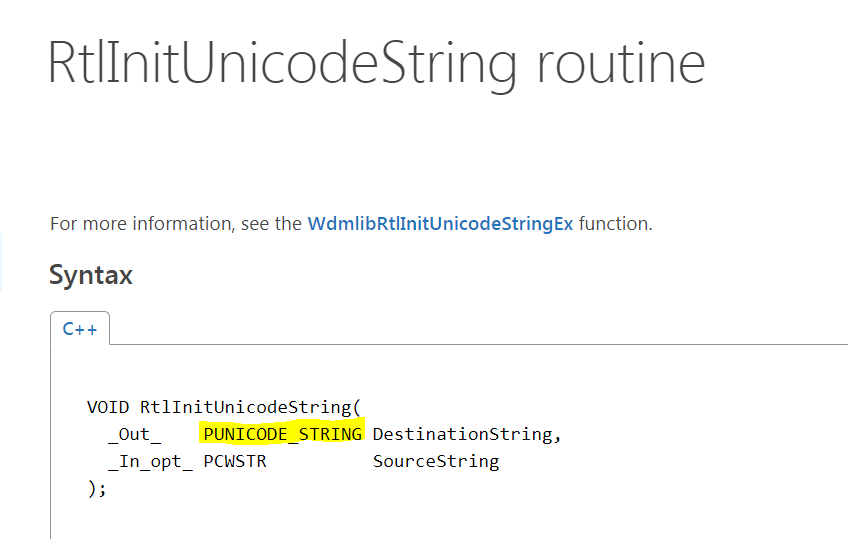 RtlInitUnicodeString routine
For more information, see the WdmlibRtlInitUnicodeStringEx function.
Syntax
C++
VOID RtlInitUnicodeString(
_Out_ PUNICODE_STRING DestinationString,
_In_opt_ PCWSTR SourceString
);